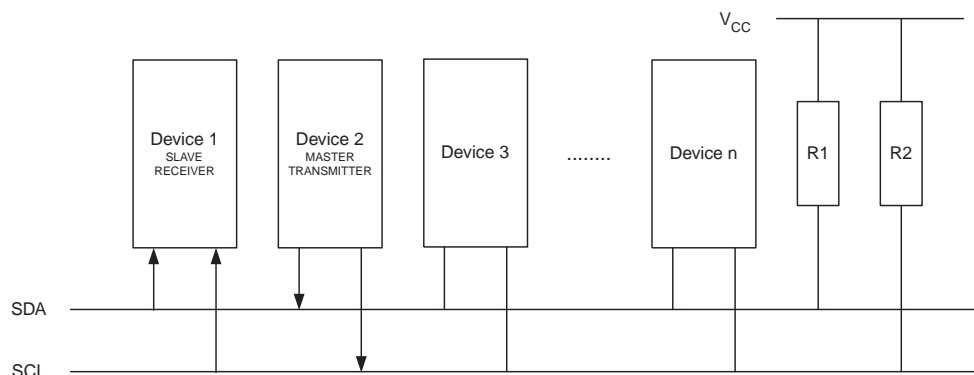 VCC
Device 1
SLAVE
RECEIVER
Device 2
MASTER
TRANSMITTER
Device 3
........
Device n
R1
R2
SDA
SCL